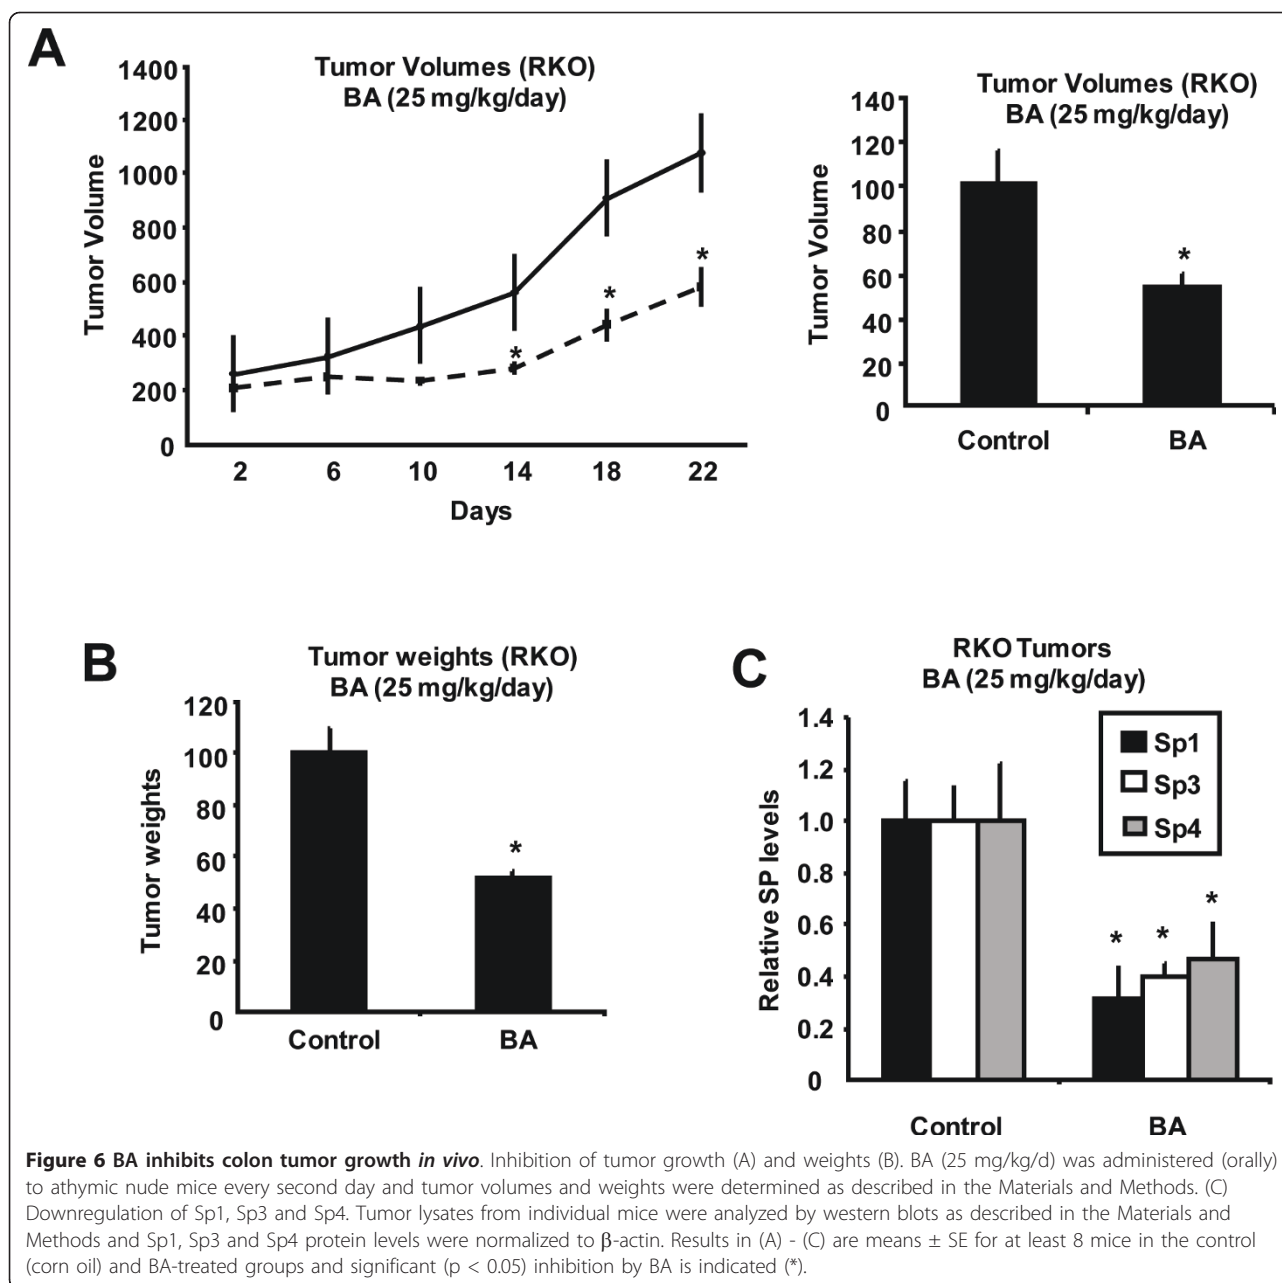 A
Tumor Volumes (RKO)
BA (25 mg/kg/day)
Tumor Volume
1400
1200
1000
800
600
400
200
0
*
*
*
2 6 10 14 18 22
Days
Tumor Volumes (RKO)
BA (25 mg/kg/day)
Tumor Volume
140
120
100
80
60
40
20
0
*
Control BA
B
Tumor weights (RKO)
BA (25 mg/kg/day)
Tumor weights
120
100
80
60
40
20
0
*
Control BA
C
RKO Tumors
BA (25 mg/kg/day)
Relative SP levels
1.4
1.2
1.0
0.8
0.6
0.4
0.2
0
Sp1
Sp3
Sp4
* * *
Control BA
Figure 6 BA inhibits colon tumor growth in vivo. Inhibition of tumor growth (A) and weights (B). BA (25 mg/kg/d) was administered (orally)
to athymic nude mice every second day and tumor volumes and weights were determined as described in the Materials and Methods. (C)
Downregulation of Sp1, Sp3 and Sp4. Tumor lysates from individual mice were analyzed by western blots as described in the Materials and
Methods and Sp1, Sp3 and Sp4 protein levels were normalized to β-actin. Results in (A) - (C) are means ± SE for at least 8 mice in the control
(corn oil) and BA-treated groups and significant (p < 0.05) inhibition by BA is indicated (*).